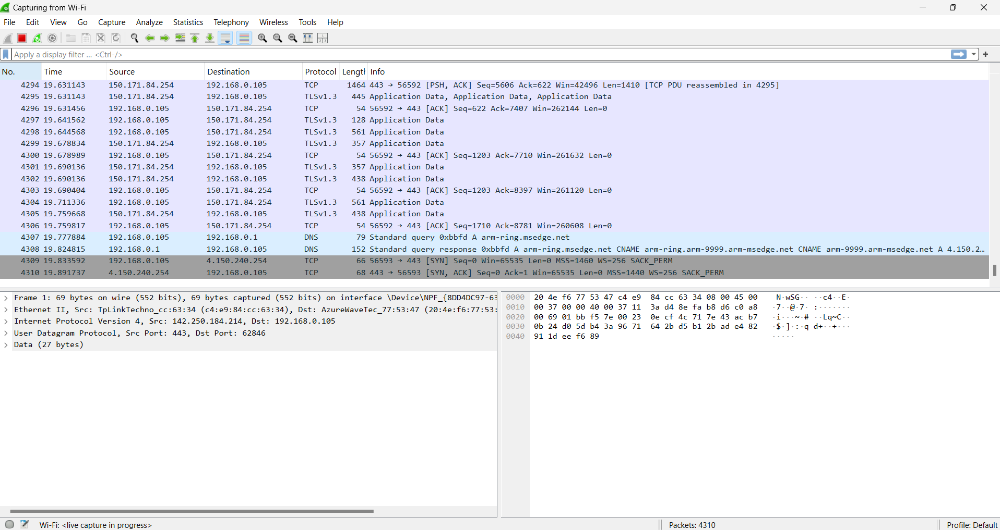 Capturing from Wi-Fi
File Edit View Go Capture Analyze Statistics Telephony Wireless Tools Help
Apply a display filter ... <Ctrl-/>
No. Time Source Destination Protocol Length Info
4294 19.631143 150.171.84.254 192.168.0.105 TCP 1464 443 → 56592 [PSH, ACK] Seq=5606 Ack=622 Win=42496 Len=1410 [TCP PDU reassembled in 4295]
4295 19.631143 150.171.84.254 192.168.0.105 TLSv1.3 445 Application Data, Application Data, Application Data
4296 19.631456 192.168.0.105 150.171.84.254 TCP 54 56592 → 443 [ACK] Seq=622 Ack=7407 Win=262144 Len=0
4297 19.641562 192.168.0.105 150.171.84.254 TLSv1.3 128 Application Data
4298 19.644568 192.168.0.105 150.171.84.254 TLSv1.3 561 Application Data
4299 19.678834 150.171.84.254 192.168.0.105 TLSv1.3 357 Application Data
4300 19.678989 192.168.0.105 150.171.84.254 TCP 54 56592 → 443 [ACK] Seq=1203 Ack=7710 Win=261632 Len=0
4301 19.690136 150.171.84.254 192.168.0.105 TLSv1.3 357 Application Data
4302 19.690136 150.171.84.254 192.168.0.105 TLSv1.3 438 Application Data
4303 19.690404 192.168.0.105 150.171.84.254 TCP 54 56592 → 443 [ACK] Seq=1203 Ack=8397 Win=261120 Len=0
4304 19.711336 192.168.0.105 150.171.84.254 TLSv1.3 561 Application Data
4305 19.759668 150.171.84.254 192.168.0.105 TLSv1.3 438 Application Data
4306 19.759817 192.168.0.105 150.171.84.254 TCP 54 56592 → 443 [ACK] Seq=1710 Ack=8781 Win=260608 Len=0
4307 19.777884 192.168.0.105 192.168.0.1 DNS 79 Standard query 0xbbfd A arm-ring.msedge.net
4308 19.824815 192.168.0.1 192.168.0.105 DNS 152 Standard query response 0xbbfd A arm-ring.msedge.net CNAME arm-ring.arm-9999.arm-msedge.net CNAME arm-9999.arm-msedge.net A 4.150.2…
4309 19.833592 192.168.0.105 4.150.240.254 TCP 66 56593 → 443 [SYN] Seq=0 Win=65535 Len=0 MSS=1460 WS=256 SACK_PERM
4310 19.891737 4.150.240.254 192.168.0.105 TCP 68 443 → 56593 [SYN, ACK] Seq=0 Ack=1 Win=65535 Len=0 MSS=1440 WS=256 SACK_PERM
Frame 1: 69 bytes on wire (552 bits), 69 bytes captured (552 bits) on interface \Device\NPF_{8DD4DC97-63
Ethernet II, Src: TpLinkTechno_cc:63:34 (c4:e9:84:cc:63:34), Dst: AzureWaveTec_77:53:47 (20:4e:f6:77:53:
Internet Protocol Version 4, Src: 142.250.184.214, Dst: 192.168.0.105
User Datagram Protocol, Src Port: 443, Dst Port: 62846
Data (27 bytes)
0000 20 4e f6 77 53 47 c4 e9 84 cc 63 34 08 00 45 00 N·wSG·· ··c4··E·
0010 00 37 00 00 40 00 37 11 3a d4 8e fa b8 d6 c0 a8 ·7··@·7· :·······
0020 00 69 01 bb f5 7e 00 23 0e cf 4c 71 7e 43 ac b7 ·i···~·# ··Lq~C··
0030 0b 24 d0 5d b4 3a 96 71 64 2b d5 b1 2b ad e4 82 ·$·]·:·q d+··+···
0040 91 1d ee f6 89 ·····
Wi-Fi: <live capture in progress> Packets: 4310 Profile: Default